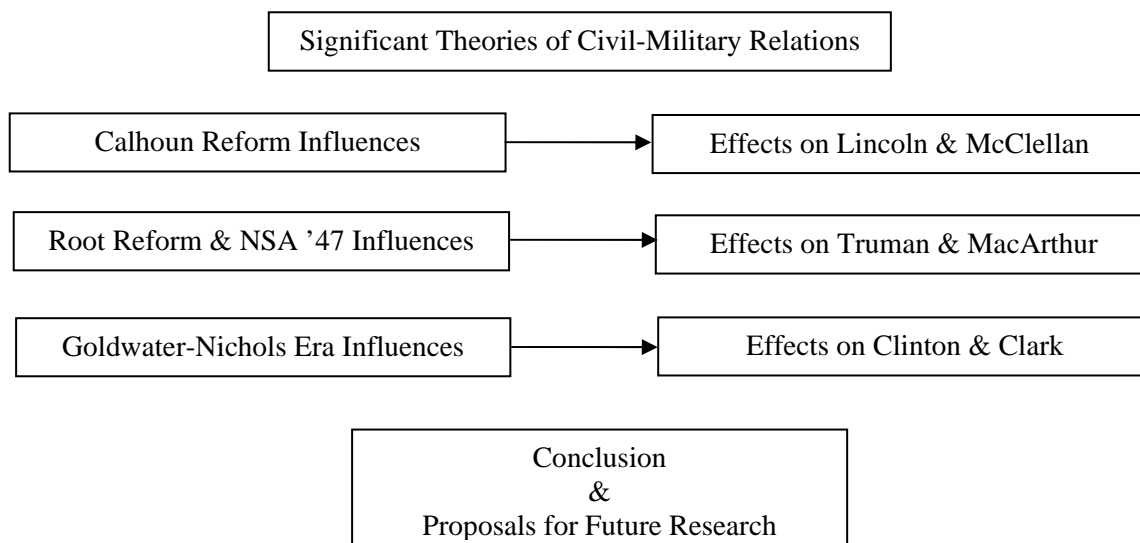 Significant Theories of Civil-Military Relations
Calhoun Reform Influences
Effects on Lincoln & McClellan
Root Reform & NSA ’47 Influences
Effects on Truman & MacArthur
Goldwater-Nichols Era Influences
Effects on Clinton & Clark
Conclusion
&
Proposals for Future Research